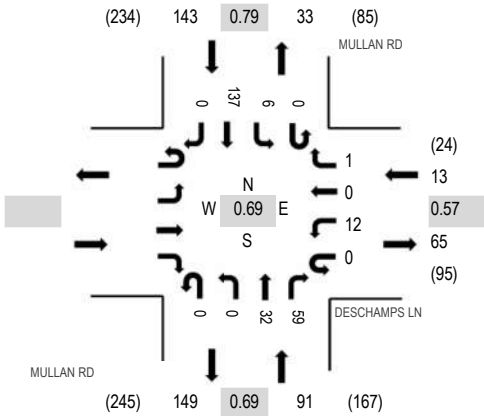 (234) 143 0.79 33 (85)
MULLAN RD
0 137 6 0
(24)
1
13
N
0
W 0.69 E
0.57
12
S
65
0
(95)
0 0 32 59
DESCHAMPS LN
MULLAN RD
(245) 149 0.69 91 (167)